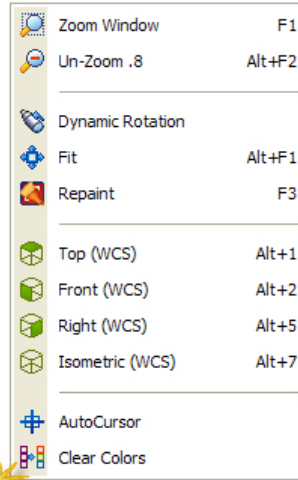 Zoom Window F1
Un-Zoom .8 Alt+F2
Dynamic Rotation
Fit Alt+F1
Repaint F3
Top (WCS) Alt+1
Front (WCS) Alt+2
Right (WCS) Alt+5
Isometric (WCS) Alt+7
AutoCursor
Clear Colors